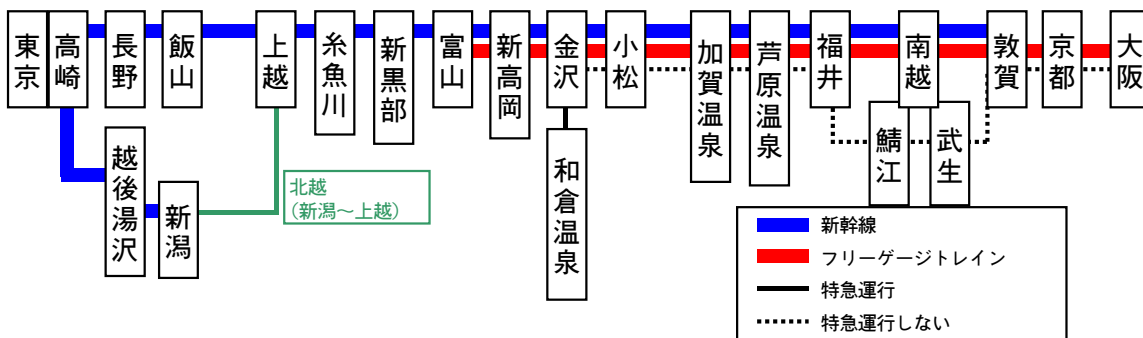 東京
高崎
長野
飯山
上越
糸魚川
新黒部
富山
新高岡
金沢
小松
加賀温泉
芦原温泉
福井
南越
敦賀
京都
大阪
越後湯沢
新潟
北越
(新潟～上越)
和倉温泉
鯖江
武生
新幹線
フリーゲージトレイン
特急運行
特急運行しない